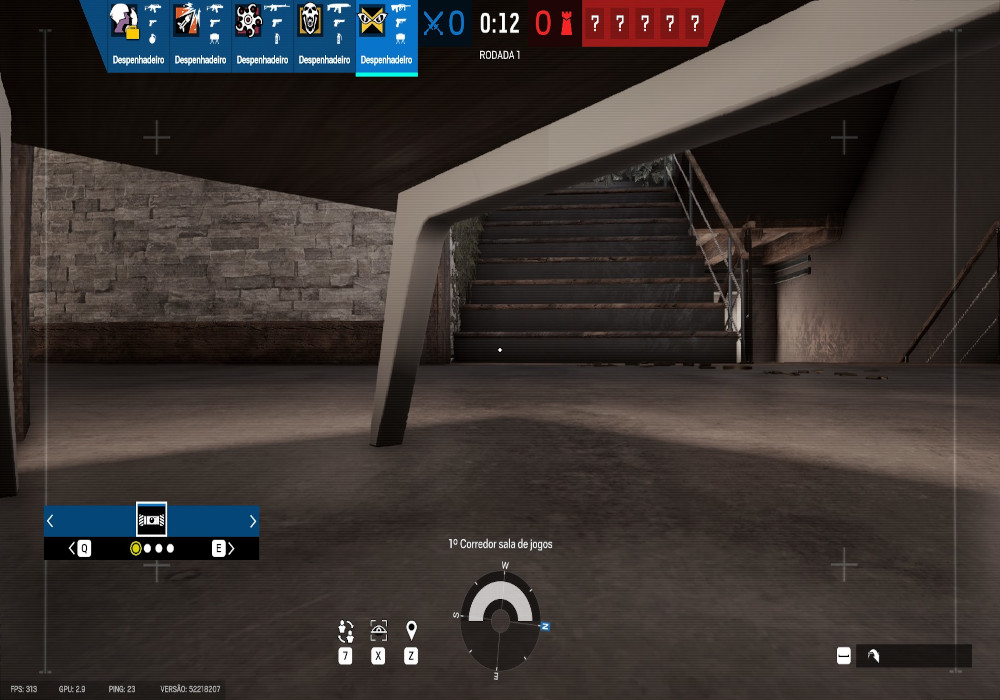 0 0:12 0 ? ? ? ? ?
Despenhadeiro Despenhadeiro Despenhadeiro Despenhadeiro Despenhadeiro
RODADA 1
Q E
1º Corredor sala de jogos
W
S N
E
7 X Z
FPS: 313 GPU: 2.9 PING: 23 VERSÃO: 52218207